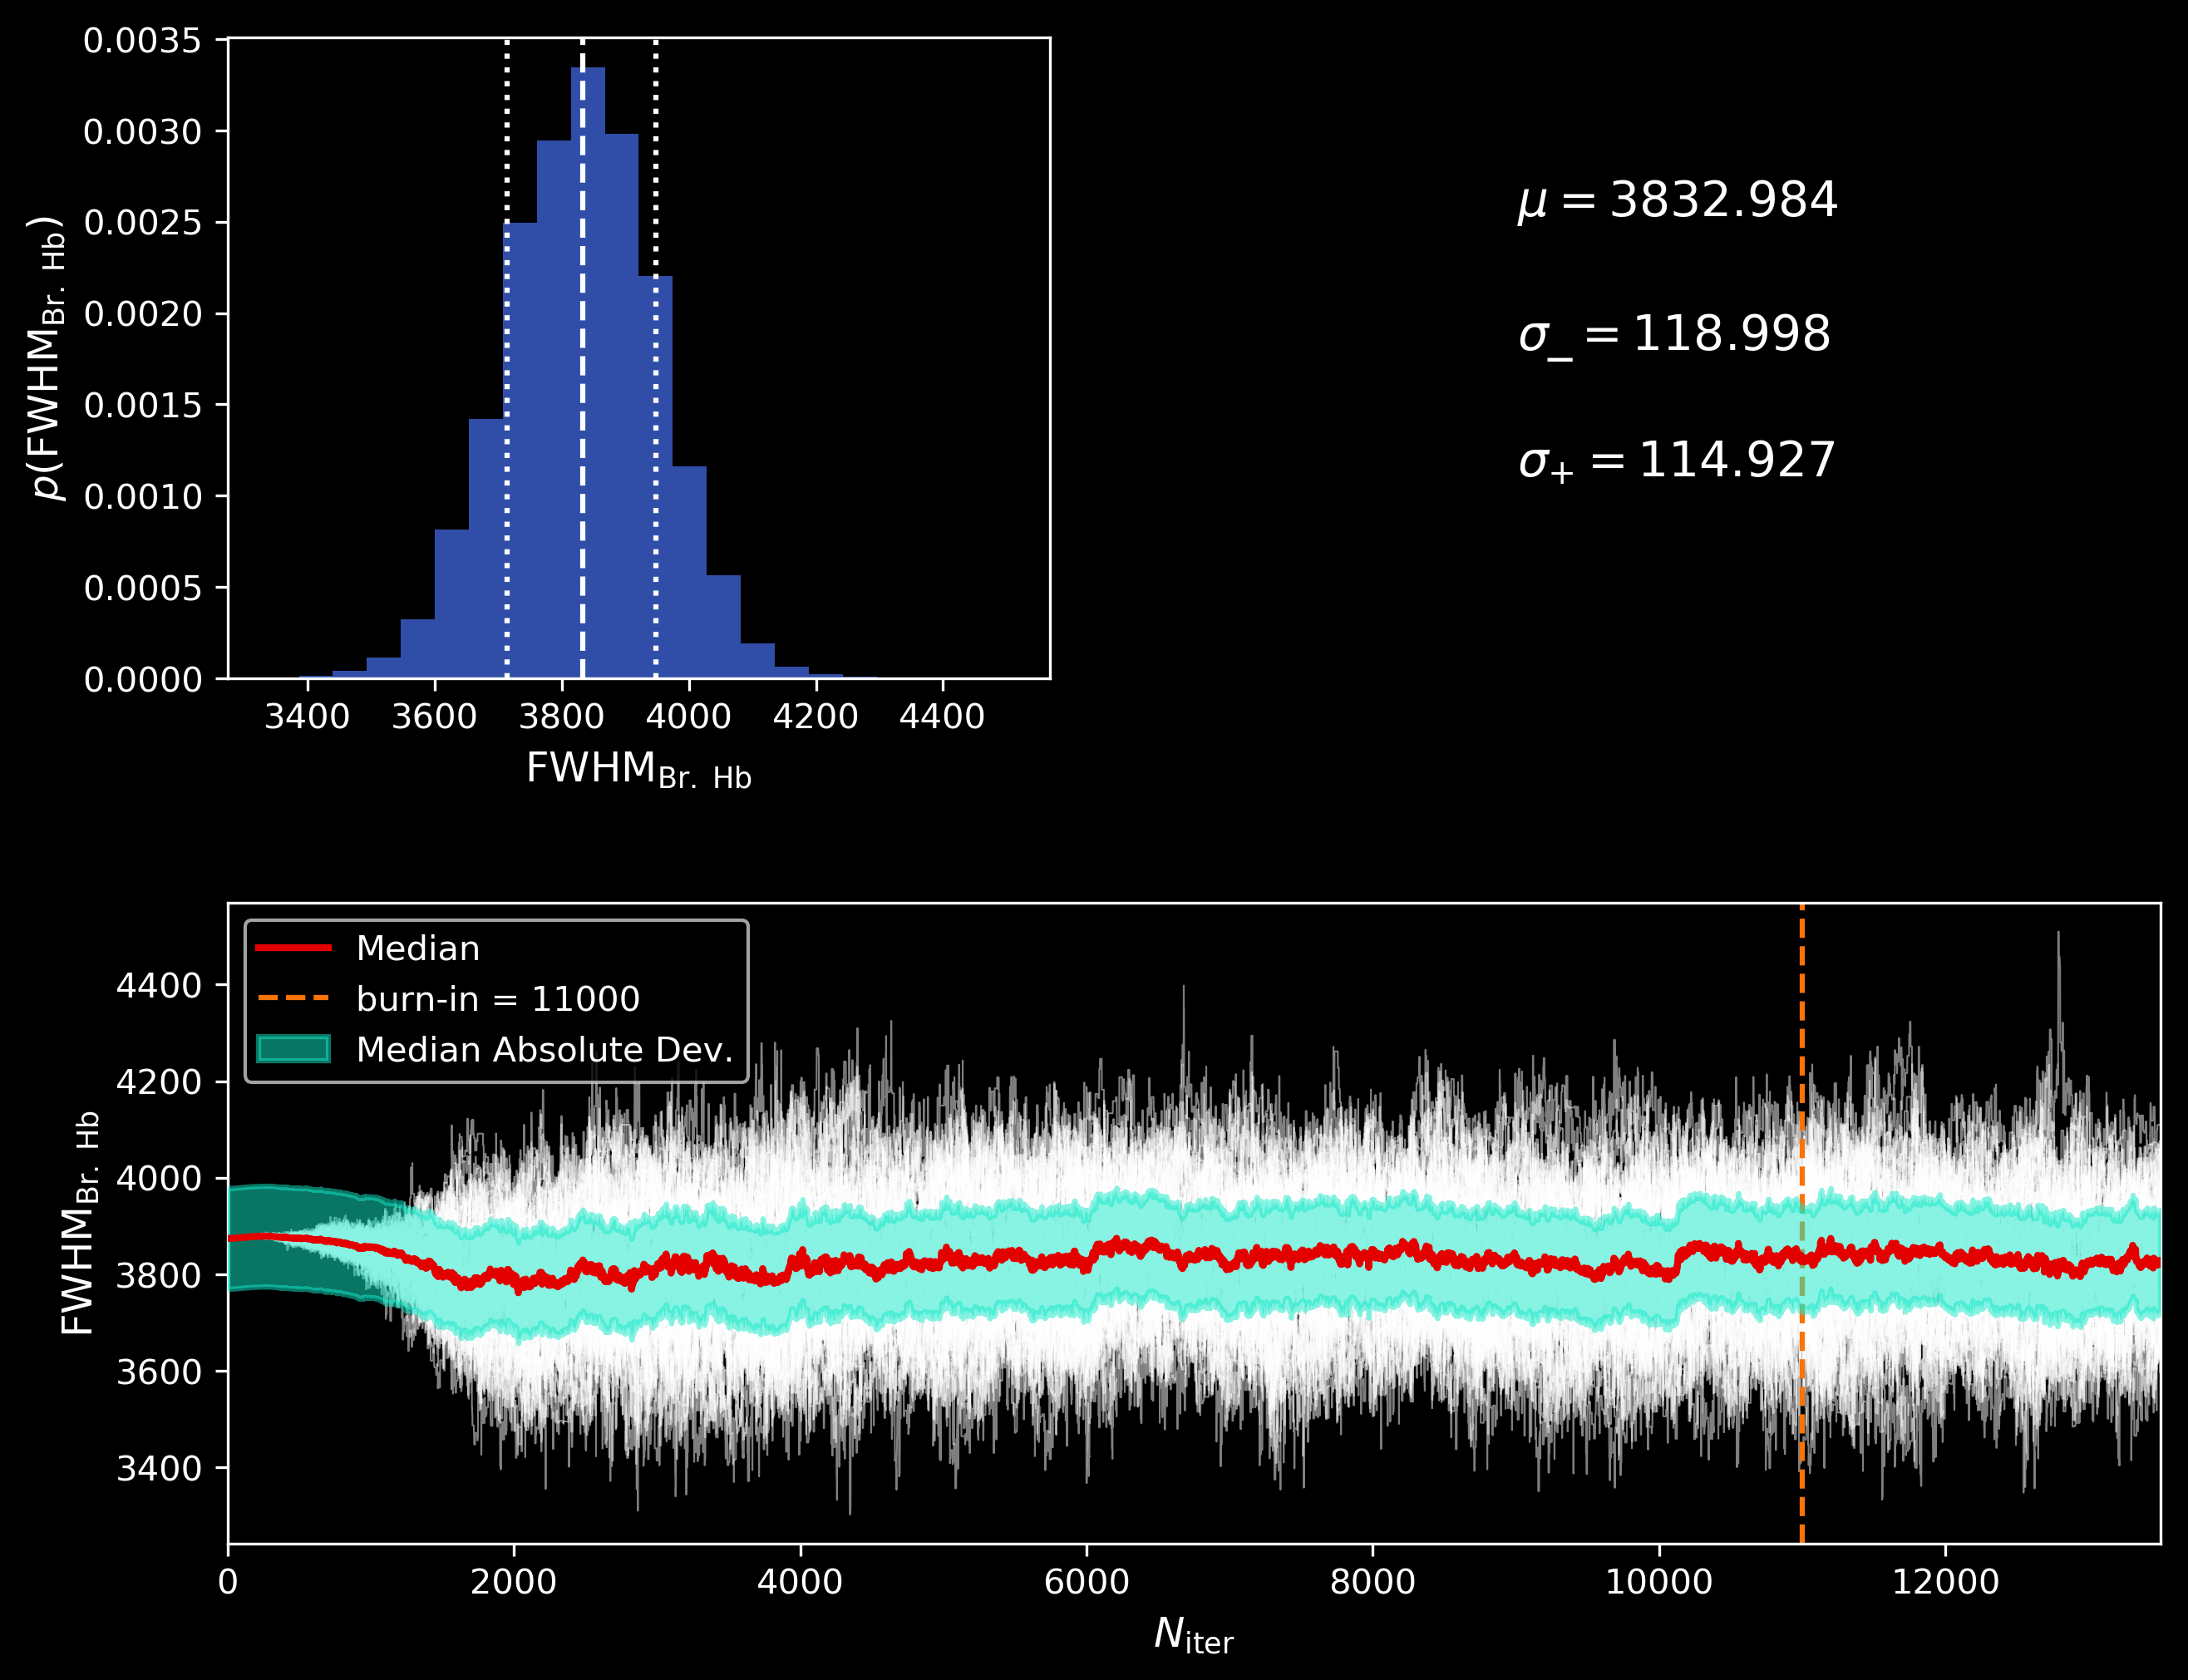 0.0035
0.0030
0.0025
0.0020
0.0015
0.0010
0.0005
0.0000
p(FWHM_Br. Hb)
3400 3600 3800 4000 4200 4400
FWHM_Br. Hb
μ = 3832.984
σ_− = 118.998
σ_+ = 114.927
Median
burn-in = 11000
Median Absolute Dev.
4400
4200
4000
3800
3600
3400
FWHM_Br. Hb
0 2000 4000 6000 8000 10000 12000
N_iter